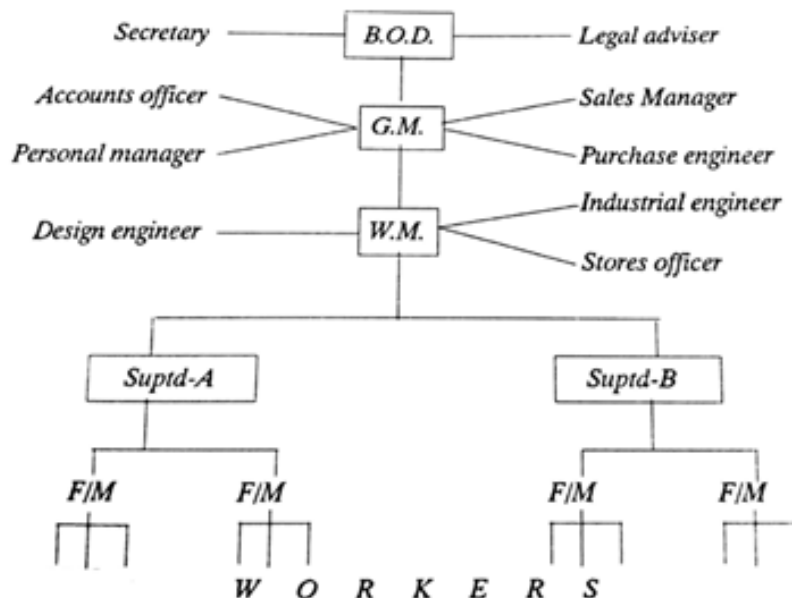 Secretary B.O.D. Legal adviser
Accounts officer Sales Manager
G.M.
Personal manager Purchase engineer
Industrial engineer
Design engineer W.M.
Stores officer
Suptd-A Suptd-B
F/M F/M F/M F/M
W O R K E R S